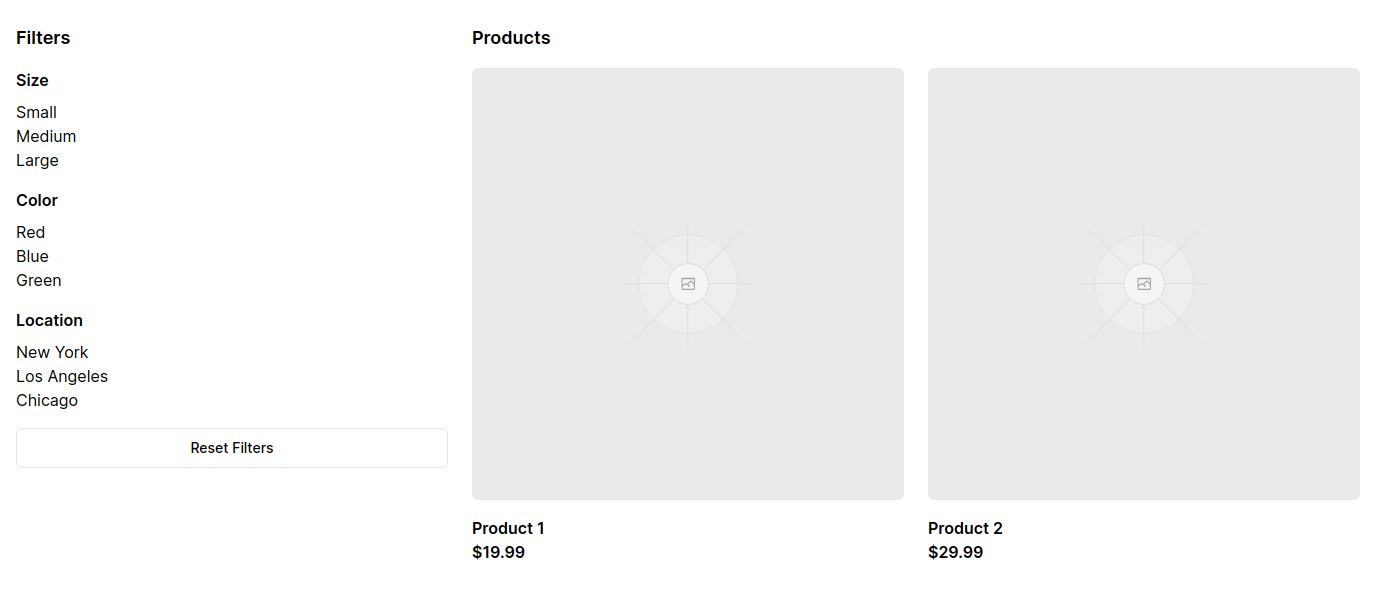 Filters
Size
Small
Medium
Large
Color
Red
Blue
Green
Location
New York
Los Angeles
Chicago
Reset Filters
Products
Product 1
$19.99
Product 2
$29.99